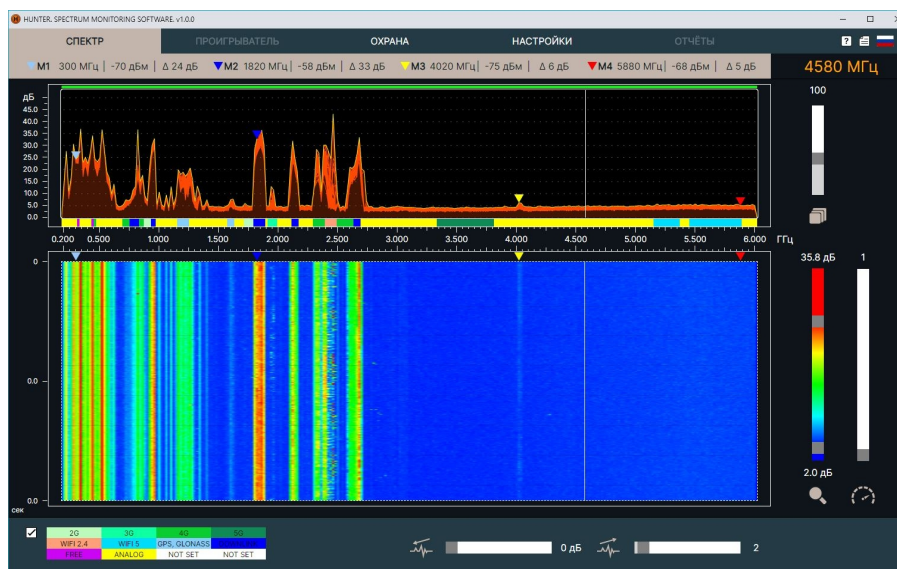 HUNTER. SPECTRUM MONITORING SOFTWARE. v1.0.0
СПЕКТР ПРОИГРЫВАТЕЛЬ ОХРАНА НАСТРОЙКИ ОТЧЁТЫ
M1 300 МГц | -70 дБм | Δ 24 дБ M2 1820 МГц | -58 дБм | Δ 33 дБ M3 4020 МГц | -75 дБм | Δ 6 дБ M4 5880 МГц | -68 дБм | Δ 5 дБ 4580 МГц
дБ
45.0
40.0
35.0
30.0
25.0
20.0
15.0
10.0
5.0
0.0
100
0.200 0.500 1.000 1.500 2.000 2.500 3.000 3.500 4.000 4.500 5.000 5.500 6.000 ГГц
0
0.0
0.0
сек
35.8 дБ 1
2.0 дБ
2G 3G 4G 5G
WIFI 2.4 WIFI 5 GPS, GLONASS
FREE ANALOG NOT SET NOT SET
0 дБ 2